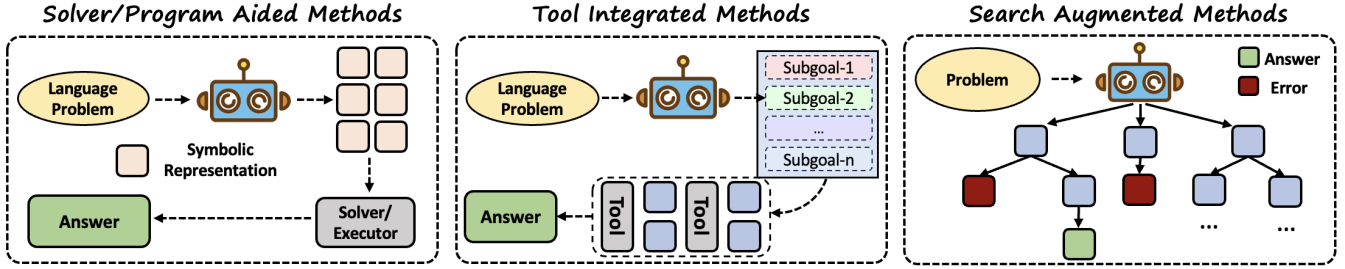 Solver/Program Aided Methods
Language
Problem
Symbolic
Representation
Answer
Solver/
Executor
Tool Integrated Methods
Language
Problem
Subgoal-1
Subgoal-2
...
Subgoal-n
Answer
Tool
Tool
Search Augmented Methods
Problem
Answer
Error
...
...